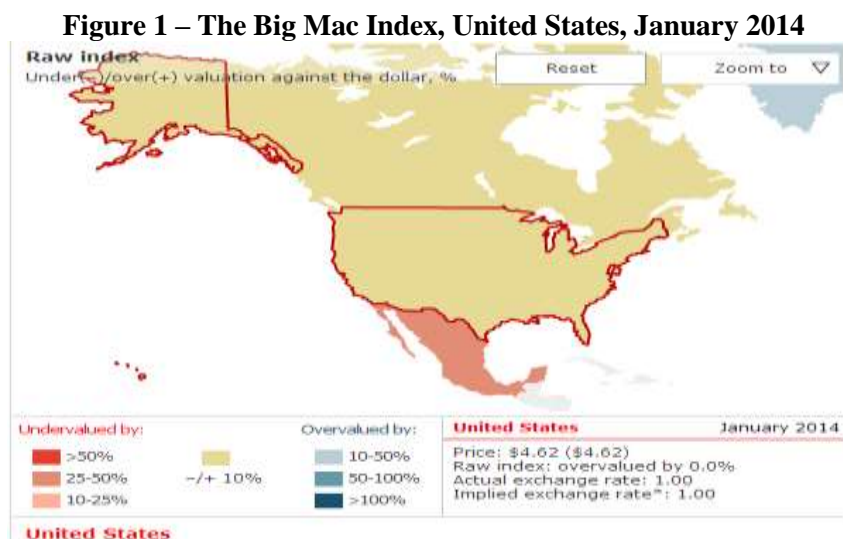 Figure 1 – The Big Mac Index, United States, January 2014
Raw index
Under(-)/over(+) valuation against the dollar, %
Reset
Zoom to
Undervalued by:
>50%
25-50%
10-25%
-/+ 10%
Overvalued by:
10-50%
50-100%
>100%
United States January 2014
Price: $4.62 ($4.62)
Raw index: overvalued by 0.0%
Actual exchange rate: 1.00
Implied exchange rate*: 1.00
United States